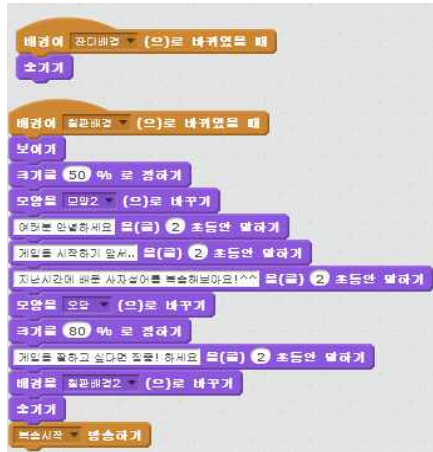 배경이 잔디배경 (으)로 바뀌었을 때
숨기기
배경이 칠판배경 (으)로 바뀌었을 때
보이기
크기를 50 % 로 정하기
모양을 모양2 (으)로 바꾸기
여러분 안녕하세요 을(를) 2 초동안 말하기
게임을 시작하기 앞서.. 을(를) 2 초동안 말하기
지난시간에 배운 사자성어를 복습해보아요!^^ 을(를) 2 초동안 말하기
모양을 모양 (으)로 바꾸기
크기를 80 % 로 정하기
게임을 잘하고 싶다면 집중! 하세요 을(를) 2 초동안 말하기
배경을 칠판배경2 (으)로 바꾸기
숨기기
복습시작 방송하기